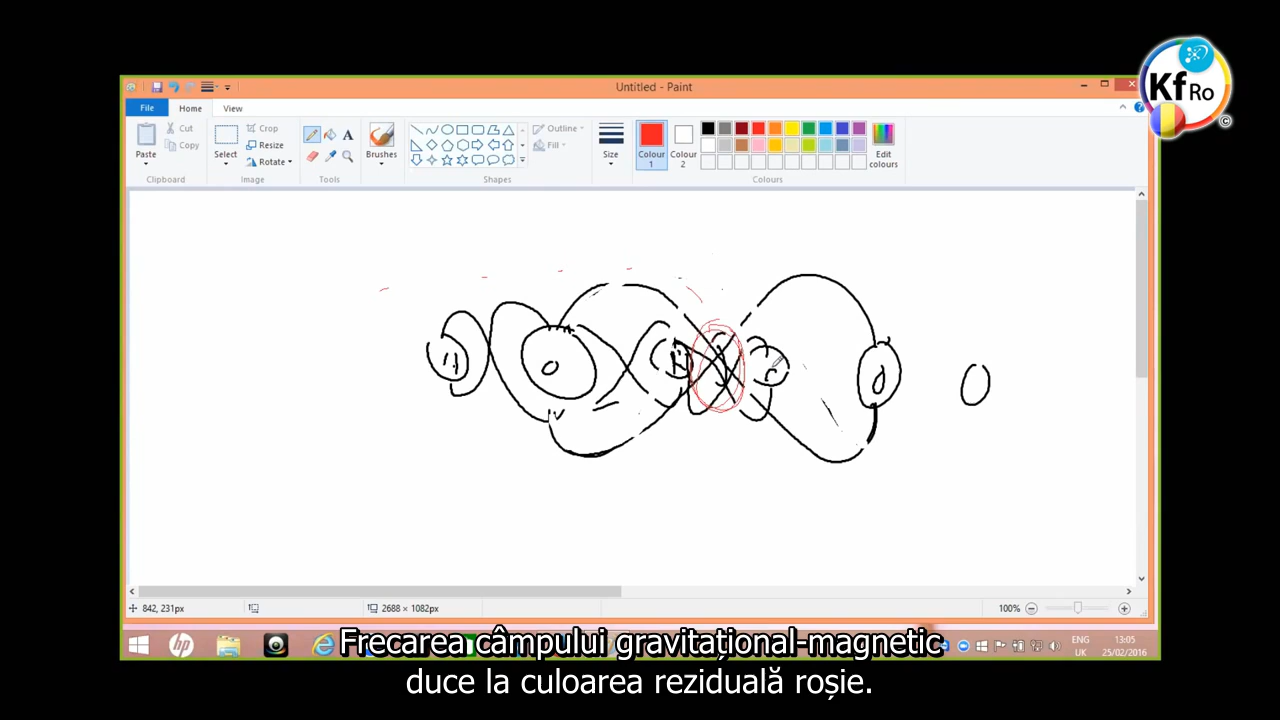 Untitled - Paint
Kf Ro
©
File Home View
Paste
Cut
Copy
Clipboard
Select
Crop
Resize
Rotate
Image
Tools
Brushes
Shapes
Outline
Fill
Size
Colour 1
Colour 2
Colours
Edit colours
842, 231px
2688 × 1082px
100%
ENG
UK
13:05
25/02/2016
Frecarea câmpului gravitațional-magnetic
duce la culoarea reziduală roșie.